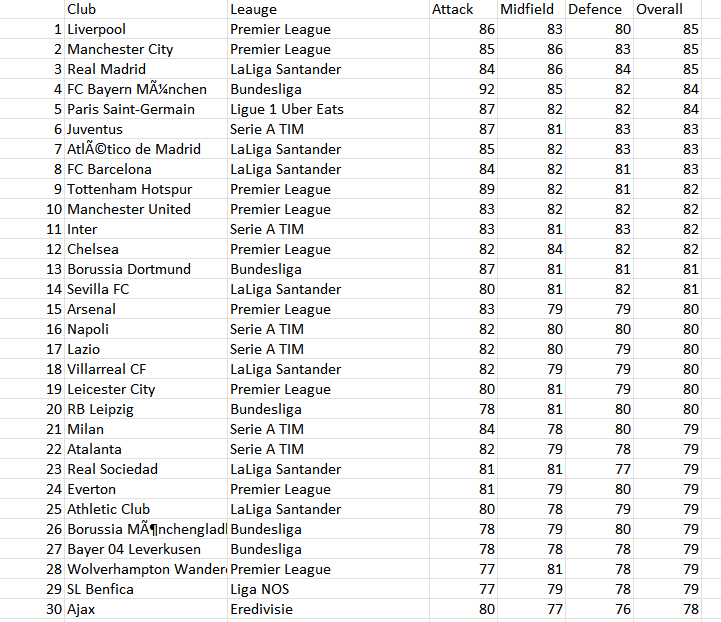 Club Leauge Attack Midfield Defence Overall
1 Liverpool Premier League 86 83 80 85
2 Manchester City Premier League 85 86 83 85
3 Real Madrid LaLiga Santander 84 86 84 85
4 FC Bayern MÃ¼nchen Bundesliga 92 85 82 84
5 Paris Saint-Germain Ligue 1 Uber Eats 87 82 82 84
6 Juventus Serie A TIM 87 81 83 83
7 AtlÃ©tico de Madrid LaLiga Santander 85 82 83 83
8 FC Barcelona LaLiga Santander 84 82 81 83
9 Tottenham Hotspur Premier League 89 82 81 82
10 Manchester United Premier League 83 82 82 82
11 Inter Serie A TIM 83 81 83 82
12 Chelsea Premier League 82 84 82 82
13 Borussia Dortmund Bundesliga 87 81 81 81
14 Sevilla FC LaLiga Santander 80 81 82 81
15 Arsenal Premier League 83 79 79 80
16 Napoli Serie A TIM 82 80 80 80
17 Lazio Serie A TIM 82 80 79 80
18 Villarreal CF LaLiga Santander 82 79 79 80
19 Leicester City Premier League 80 81 79 80
20 RB Leipzig Bundesliga 78 81 80 80
21 Milan Serie A TIM 84 78 80 79
22 Atalanta Serie A TIM 82 79 78 79
23 Real Sociedad LaLiga Santander 81 81 77 79
24 Everton Premier League 81 79 80 79
25 Athletic Club LaLiga Santander 80 78 79 79
26 Borussia MÃ¶nchenglad Bundesliga 78 79 80 79
27 Bayer 04 Leverkusen Bundesliga 78 78 78 79
28 Wolverhampton Wander Premier League 77 81 78 79
29 SL Benfica Liga NOS 77 79 78 79
30 Ajax Eredivisie 80 77 76 78